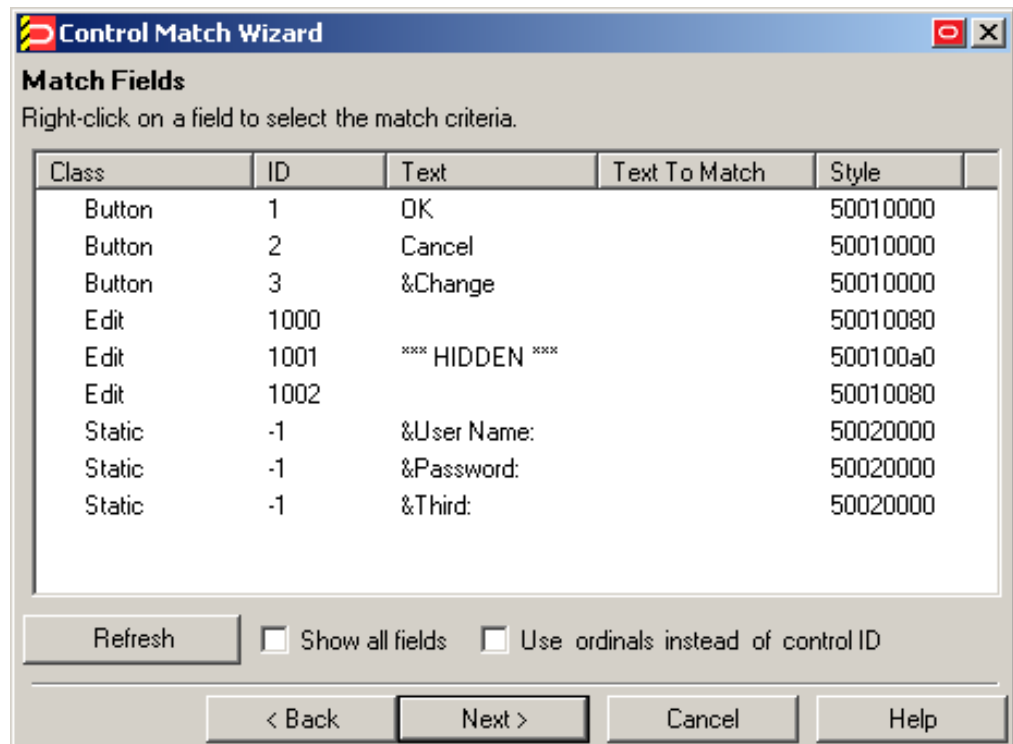 Control Match Wizard
Match Fields
Right-click on a field to select the match criteria.
Class ID Text Text To Match Style
Button 1 OK 50010000
Button 2 Cancel 50010000
Button 3 &Change 50010000
Edit 1000 50010080
Edit 1001 *** HIDDEN *** 500100a0
Edit 1002 50010080
Static -1 &User Name: 50020000
Static -1 &Password: 50020000
Static -1 &Third: 50020000
Refresh Show all fields Use ordinals instead of control ID
< Back Next > Cancel Help